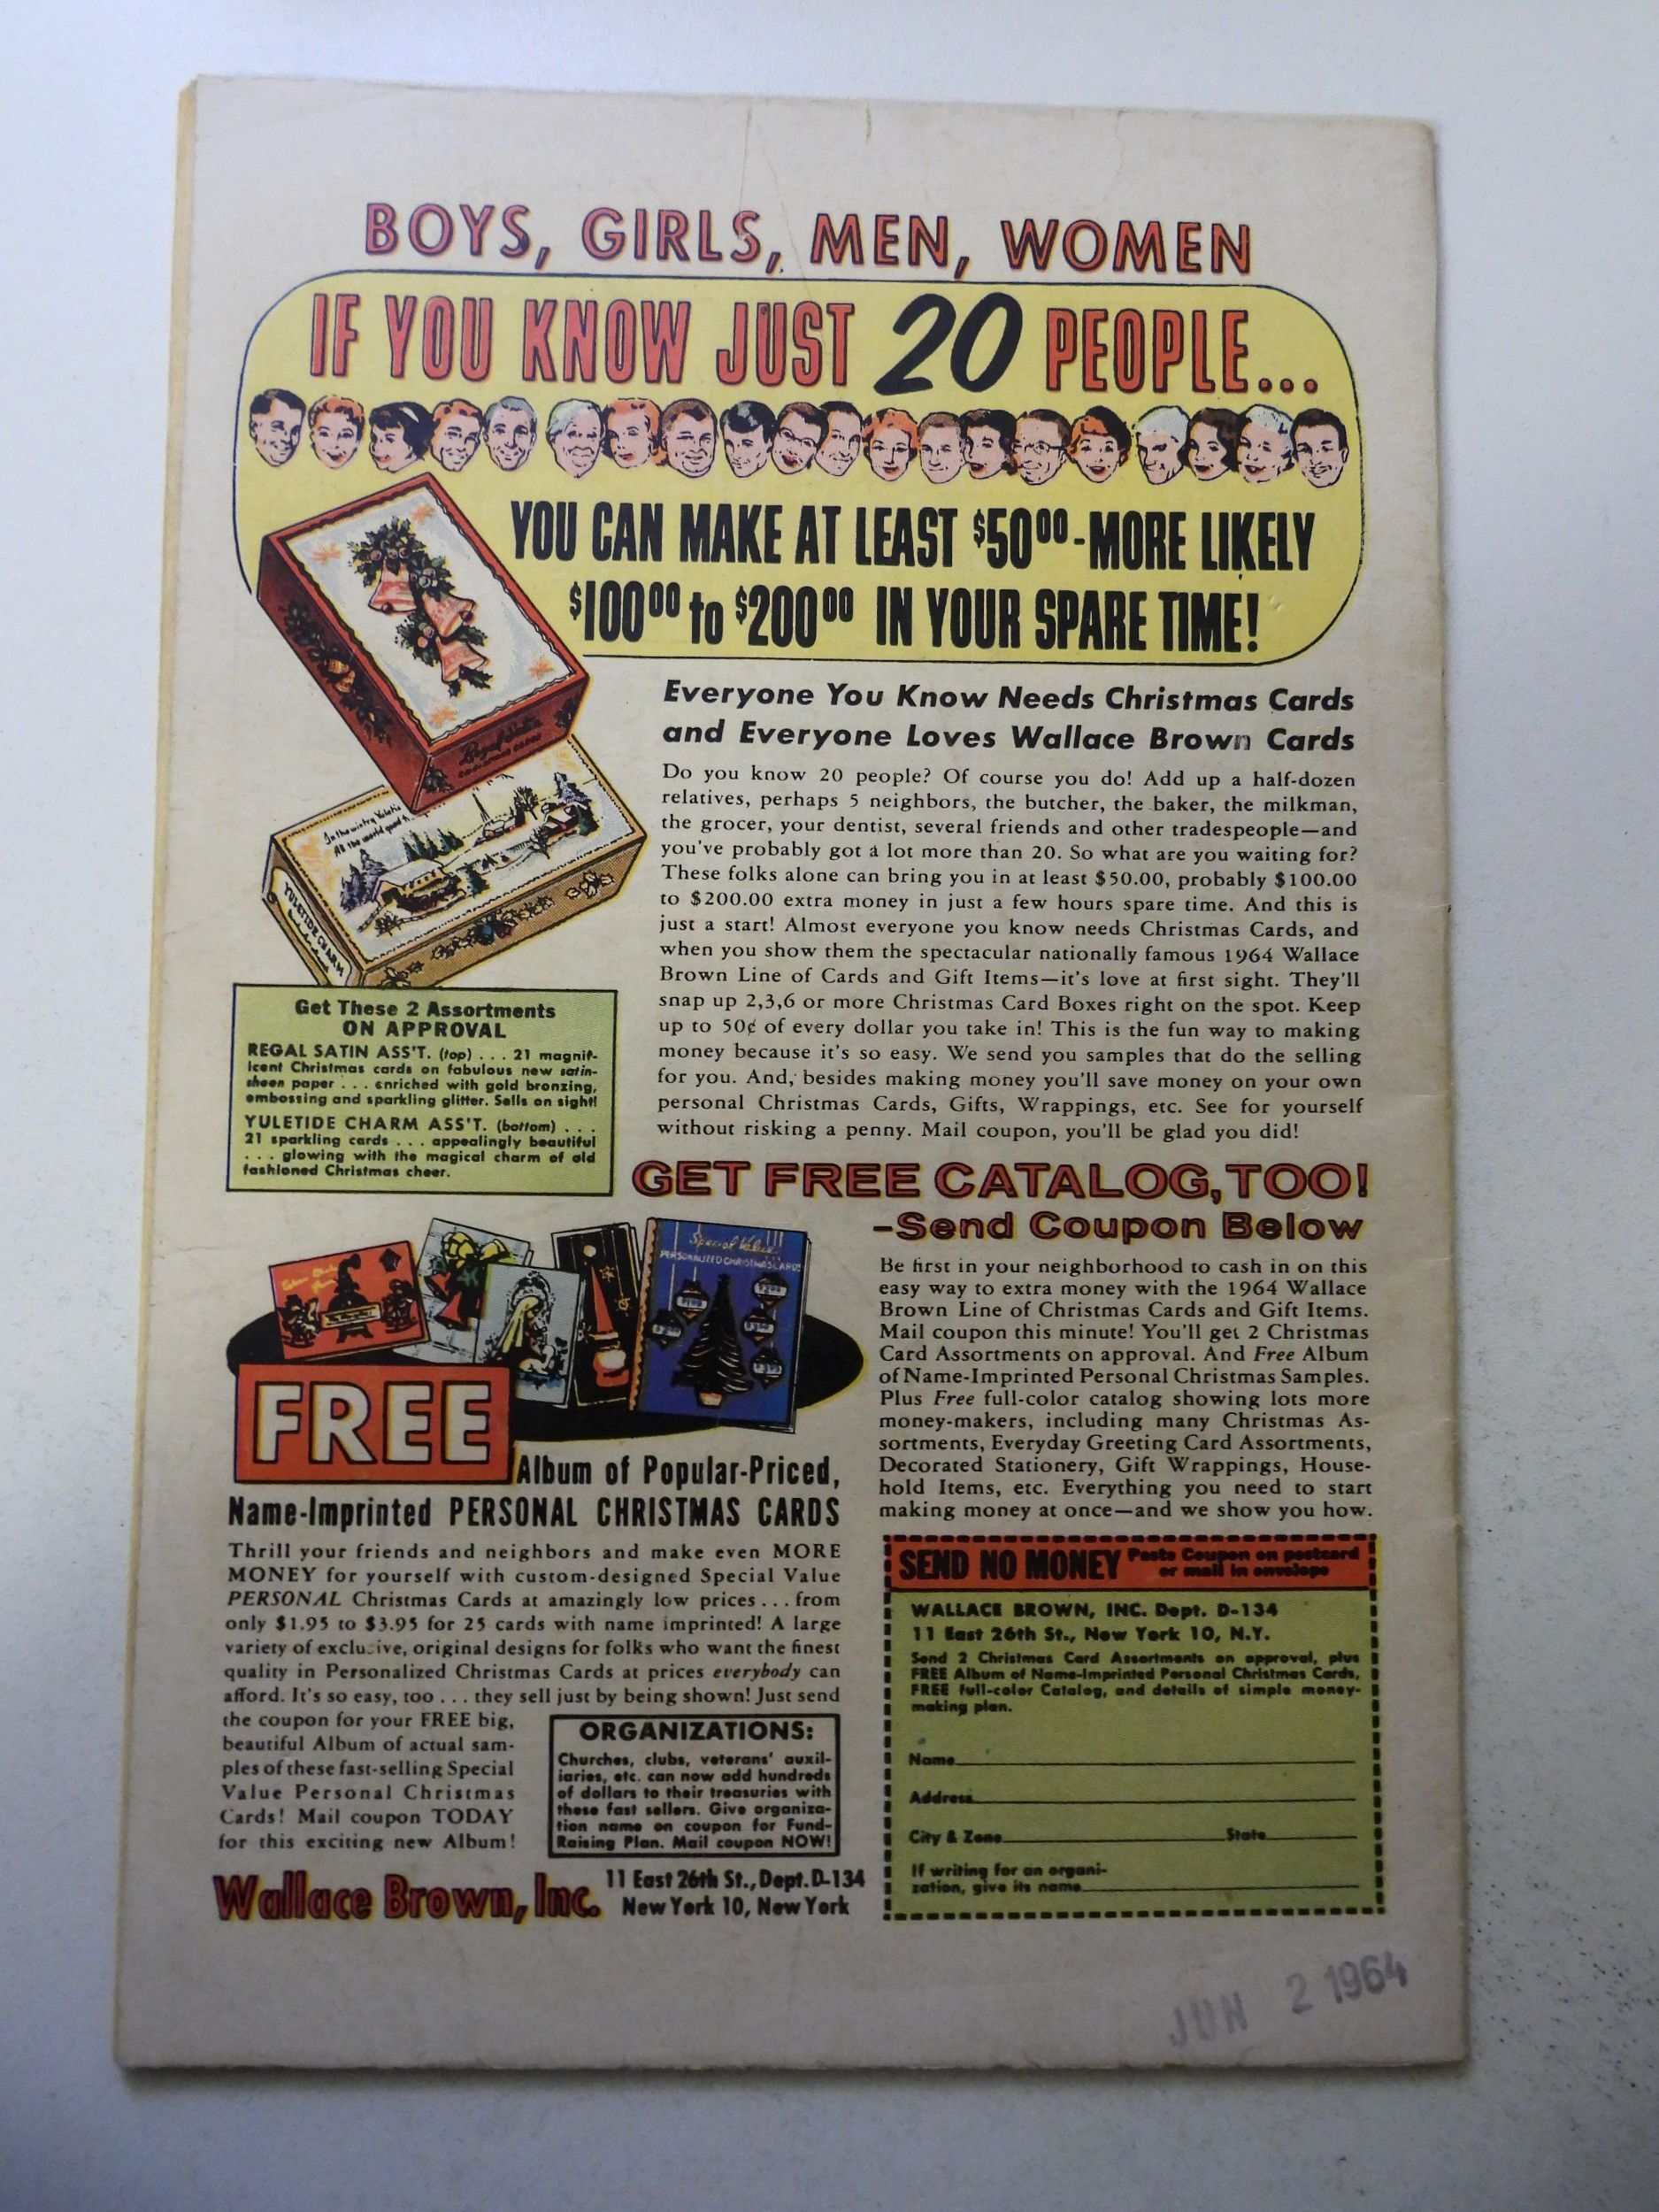 BOYS, GIRLS, MEN, WOMEN
IF YOU KNOW JUST 20 PEOPLE...
YOU CAN MAKE AT LEAST $50⁰⁰-MORE LIKELY
$100⁰⁰ to $200⁰⁰ IN YOUR SPARE TIME!
Regal Satin
CHRISTMAS CARDS
In the wintry Yuletide
All the world
YULETIDE CHARM
Everyone You Know Needs Christmas Cards
and Everyone Loves Wallace Brown Cards
Do you know 20 people? Of course you do! Add up a half-dozen
relatives, perhaps 5 neighbors, the butcher, the baker, the milkman,
the grocer, your dentist, several friends and other tradespeople—and
you've probably got a lot more than 20. So what are you waiting for?
These folks alone can bring you in at least $50.00, probably $100.00
to $200.00 extra money in just a few hours spare time. And this is
just a start! Almost everyone you know needs Christmas Cards, and
when you show them the spectacular nationally famous 1964 Wallace
Brown Line of Cards and Gift Items—it's love at first sight. They'll
snap up 2,3,6 or more Christmas Card Boxes right on the spot. Keep
up to 50¢ of every dollar you take in! This is the fun way to making
money because it's so easy. We send you samples that do the selling
for you. And, besides making money you'll save money on your own
personal Christmas Cards, Gifts, Wrappings, etc. See for yourself
without risking a penny. Mail coupon, you'll be glad you did!
Get These 2 Assortments
ON APPROVAL
REGAL SATIN ASS'T. (top) . . . 21 magnif-
icent Christmas cards on fabulous new satin-
sheen paper . . . enriched with gold bronzing,
embossing and sparkling glitter. Sells on sight!
YULETIDE CHARM ASS'T. (bottom) . . .
21 sparkling cards . . . appealingly beautiful
. . . glowing with the magical charm of old
fashioned Christmas cheer.
GET FREE CATALOG, TOO!
-Send Coupon Below
Be first in your neighborhood to cash in on this
easy way to extra money with the 1964 Wallace
Brown Line of Christmas Cards and Gift Items.
Mail coupon this minute! You'll get 2 Christmas
Card Assortments on approval. And Free Album
of Name-Imprinted Personal Christmas Samples.
Plus Free full-color catalog showing lots more
money-makers, including many Christmas As-
sortments, Everyday Greeting Card Assortments,
Decorated Stationery, Gift Wrappings, House-
hold Items, etc. Everything you need to start
making money at once—and we show you how.
Special Value
PERSONALIZED CHRISTMAS CARDS
FREE
Album of Popular-Priced,
Name-Imprinted PERSONAL CHRISTMAS CARDS
Thrill your friends and neighbors and make even MORE
MONEY for yourself with custom-designed Special Value
PERSONAL Christmas Cards at amazingly low prices . . . from
only $1.95 to $3.95 for 25 cards with name imprinted! A large
variety of exclusive, original designs for folks who want the finest
quality in Personalized Christmas Cards at prices everybody can
afford. It's so easy, too . . . they sell just by being shown! Just send
the coupon for your FREE big,
beautiful Album of actual sam-
ples of these fast-selling Special
Value Personal Christmas
Cards! Mail coupon TODAY
for this exciting new Album!
ORGANIZATIONS:
Churches, clubs, veterans' auxil-
iaries, etc. can now add hundreds
of dollars to their treasuries with
these fast sellers. Give organiza-
tion name on coupon for Fund-
Raising Plan. Mail coupon NOW!
Wallace Brown, Inc.
11 East 26th St., Dept. D-134
New York 10, New York
SEND NO MONEY Paste Coupon on postcard
or mail in envelope
WALLACE BROWN, INC. Dept. D-134
11 East 26th St., New York 10, N.Y.
Send 2 Christmas Card Assortments on approval, plus
FREE Album of Name-Imprinted Personal Christmas Cards,
FREE full-color Catalog, and details of simple money-
making plan.
Name
Address
City & Zone State
If writing for an organi-
zation, give its name
JUN 2 1964